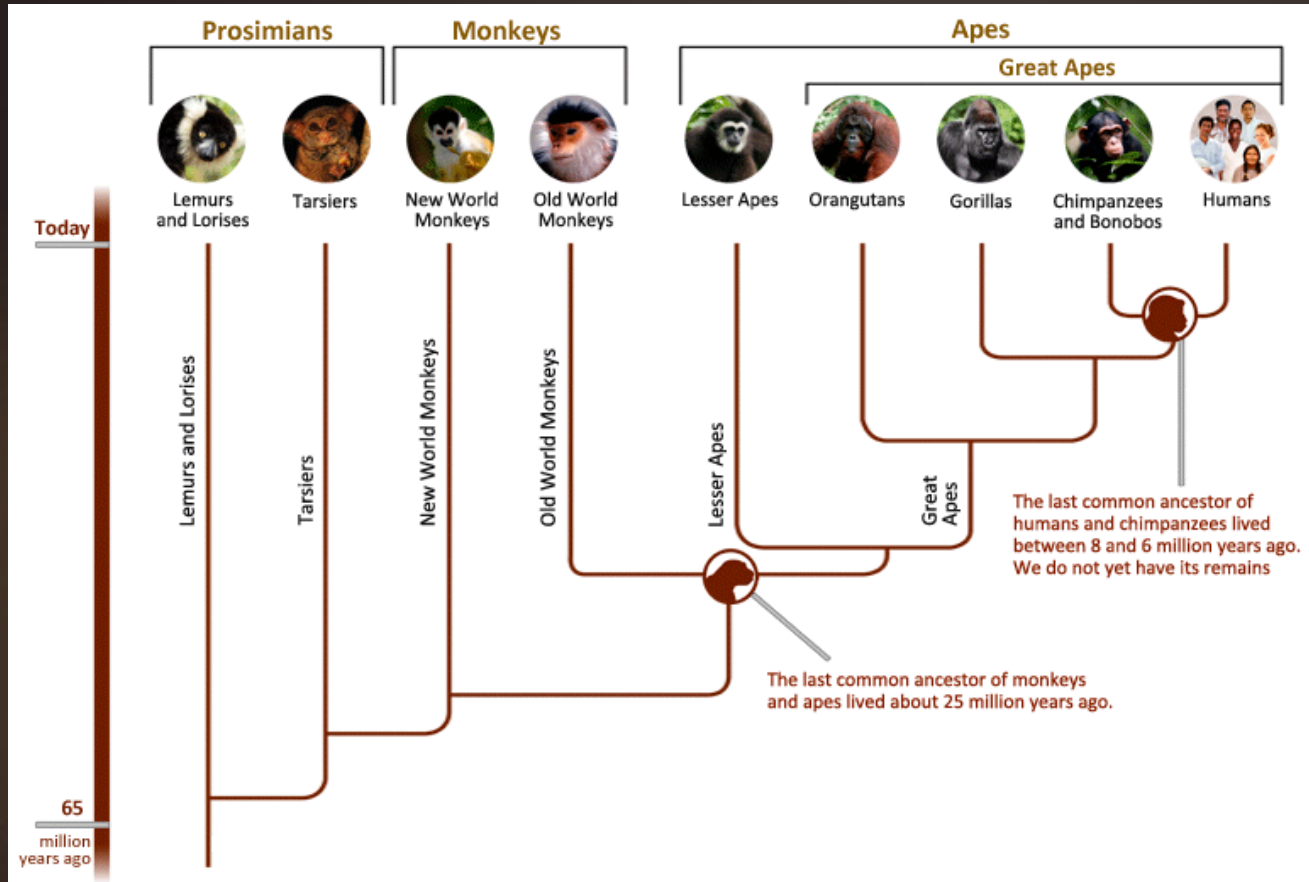 Prosimians
Monkeys
Apes
Great Apes
Lemurs
and Lorises
Tarsiers
New World
Monkeys
Old World
Monkeys
Lesser Apes
Orangutans
Gorillas
Chimpanzees
and Bonobos
Humans
Today
Lemurs and Lorises
Tarsiers
New World Monkeys
Old World Monkeys
Lesser Apes
Great
Apes
The last common ancestor of
humans and chimpanzees lived
between 8 and 6 million years ago.
We do not yet have its remains
The last common ancestor of monkeys
and apes lived about 25 million years ago.
65
million
years ago